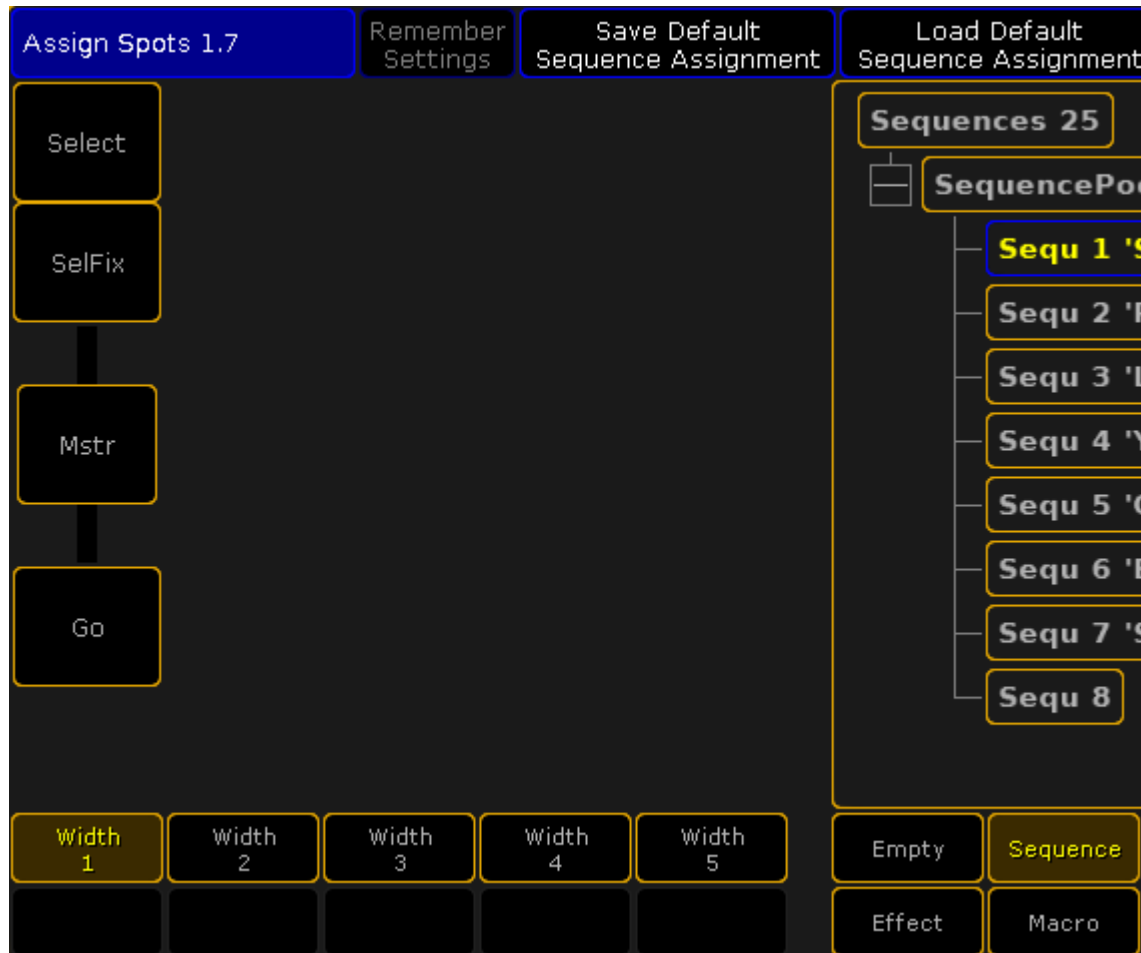 Assign Spots 1.7
Remember
Settings
Save Default
Sequence Assignment
Load Default
Sequence Assignment
Select
SelFix
Mstr
Go
Sequences 25
Sequ 1
Sequ 2
Sequ 3
Sequ 4
Sequ 5
Sequ 6
Sequ 7
Sequ 8
Width
1
Width
2
Width
3
Width
4
Width
5
Empty
Sequence
Effect
Macro